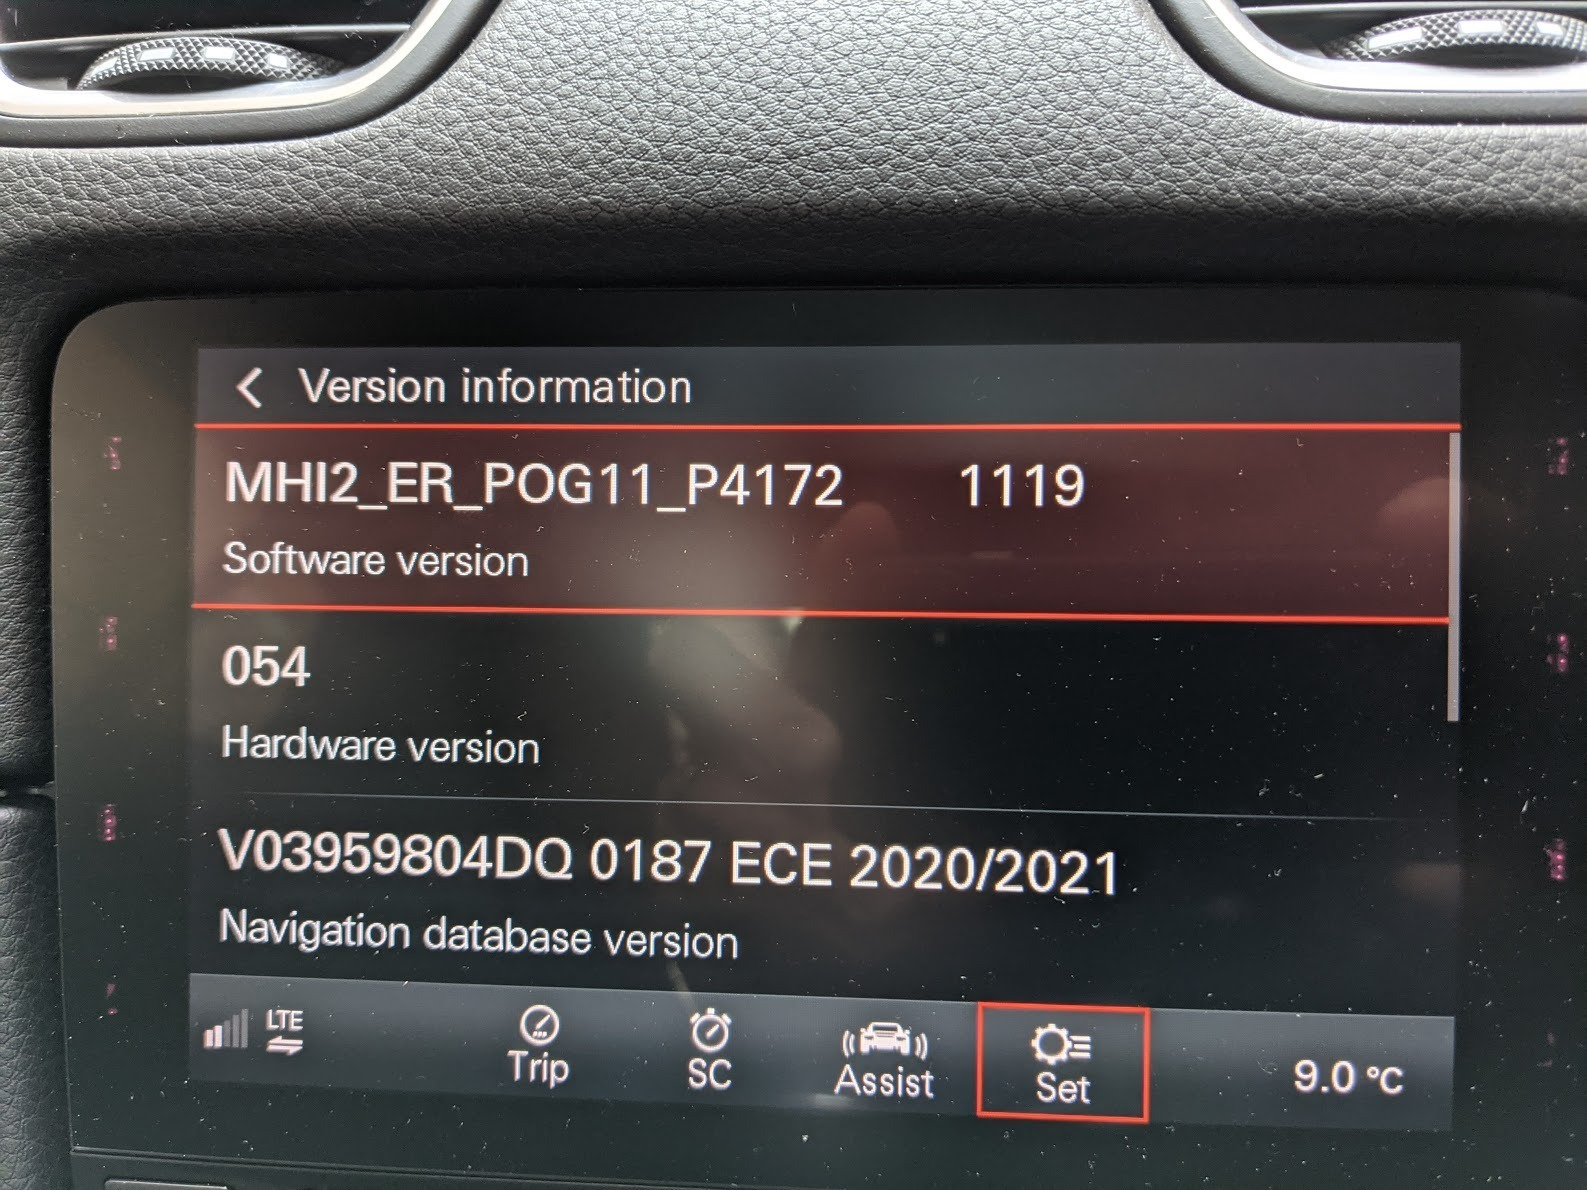 Version information
MHI2_ER_POG11_P4172 1119
Software version
054
Hardware version
V03959804DQ 0187 ECE 2020/2021
Navigation database version
LTE
Trip
SC
Assist
Set
9.0 °C